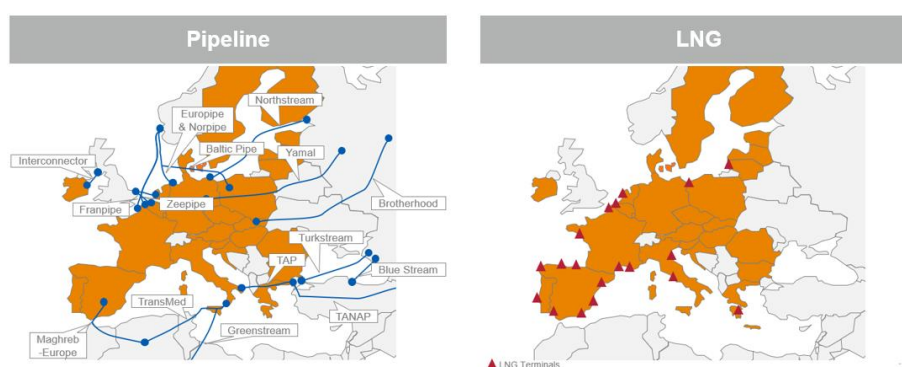 Pipeline
LNG
Northstream
Europipe
& Norpipe
Baltic Pipe
Yamal
Interconnector
Franpipe
Zeepipe
Brotherhood
Turkstream
TAP
Blue Stream
TransMed
TANAP
Greenstream
Maghreb
-Europe
LNG Terminals